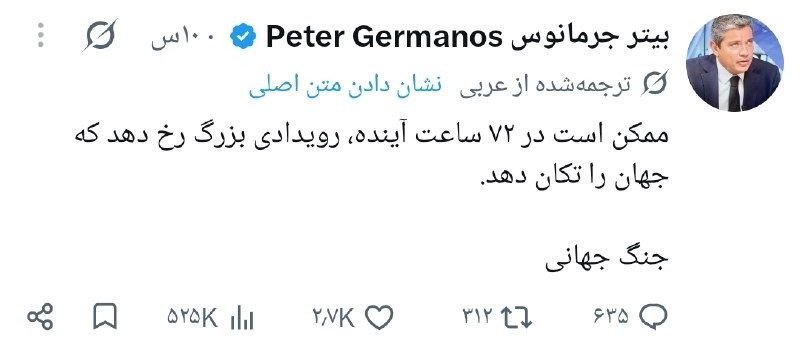 بيتر جرمانوس Peter Germanos · ۱۰س
ترجمه‌شده از عربی نشان دادن متن اصلی
ممکن است در ۷۲ ساعت آینده، رویدادی بزرگ رخ دهد که
جهان را تکان دهد.
جنگ جهانی
۶۳۵ ۳۱۲ ۲٫۷K ۵۲۵K